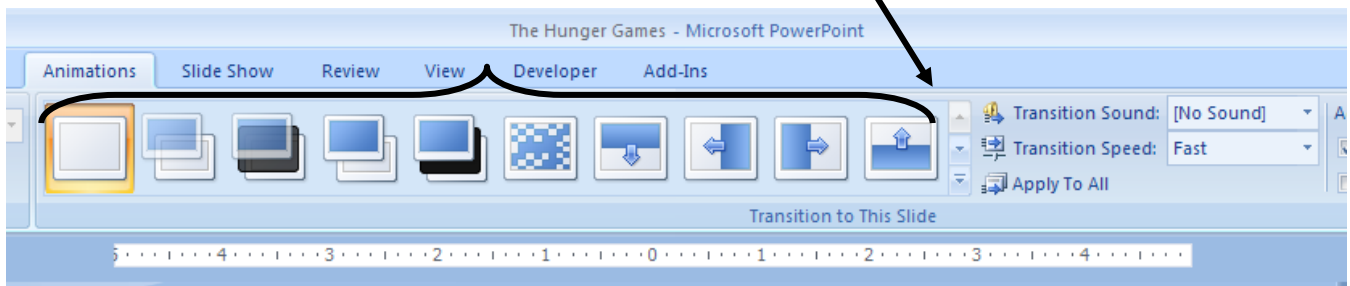 The Hunger Games - Microsoft PowerPoint
Animations Slide Show Review View Developer Add-Ins
Transition Sound: [No Sound] A
Transition Speed: Fast
Apply To All
Transition to This Slide
5 4 3 2 1 0 1 2 3 4